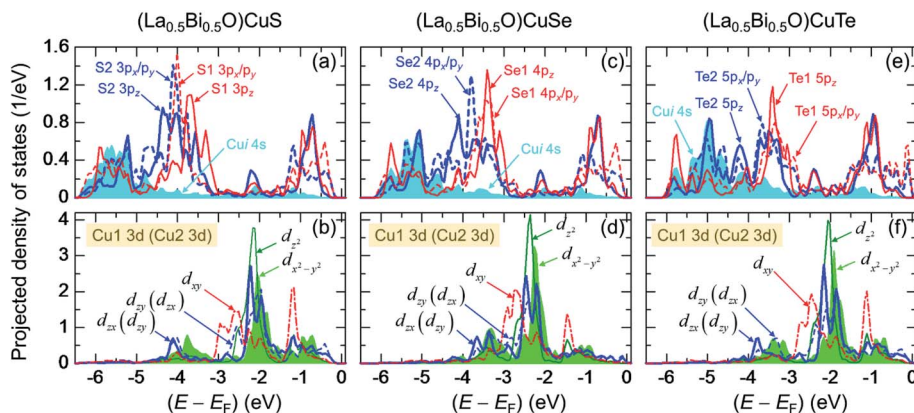 (La0.5Bi0.5O)CuS
(La0.5Bi0.5O)CuSe
(La0.5Bi0.5O)CuTe
Projected density of states (1/eV)
1.6
1.2
0.8
0.4
0
(a)
S2 3px/py
S2 3pz
S1 3px/py
S1 3pz
Cui 4s
(c)
Se2 4px/py
Se2 4pz
Se1 4pz
Se1 4px/py
Cui 4s
(e)
Te2 5px/py
Te2 5pz
Te1 5pz
Te1 5px/py
Cui 4s
4
3
2
1
0
(b)
Cu1 3d (Cu2 3d)
dz²
dx²−y²
dxy
dzy(dzx)
dzx(dzy)
(d)
Cu1 3d (Cu2 3d)
dz²
dx²−y²
dxy
dzy(dzx)
dzx(dzy)
(f)
Cu1 3d (Cu2 3d)
dz²
dx²−y²
dxy
dzy(dzx)
dzx(dzy)
-6 -5 -4 -3 -2 -1 0
-6 -5 -4 -3 -2 -1 0
-6 -5 -4 -3 -2 -1 0
(E − EF) (eV)
(E − EF) (eV)
(E − EF) (eV)